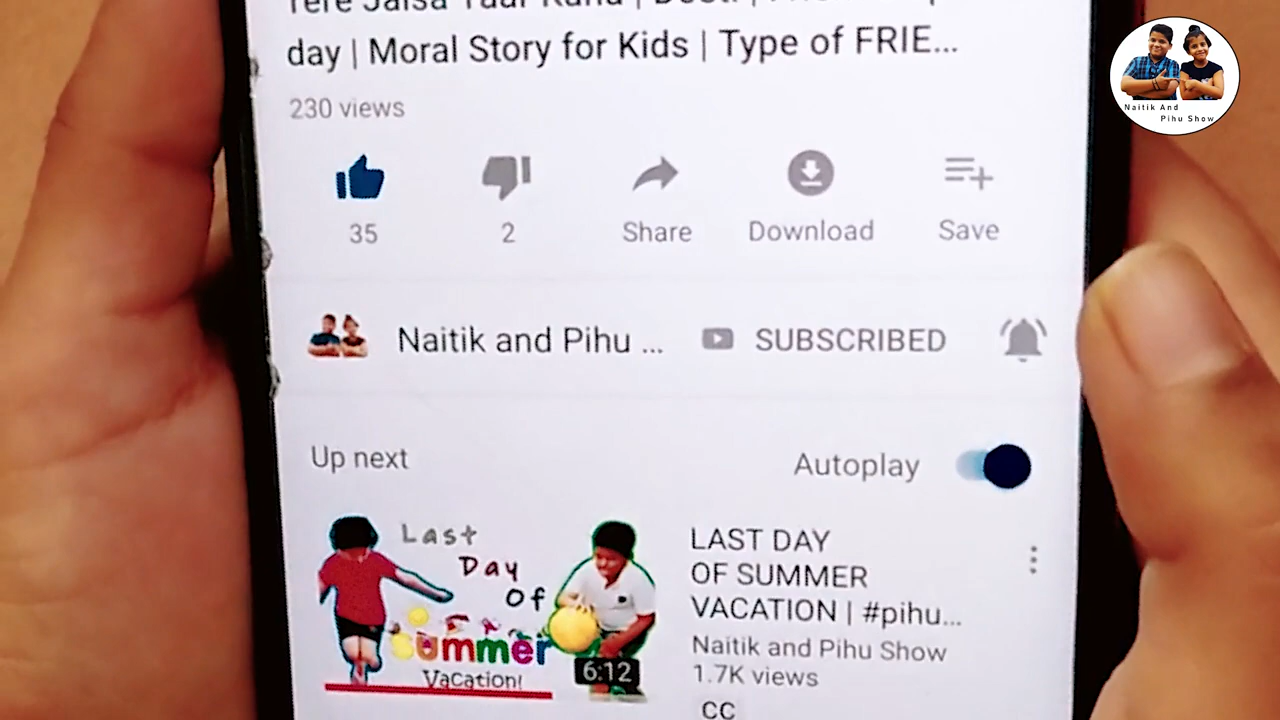 day | Moral Story for Kids | Type of FRIE...
230 views
35
2
Share
Download
Save
Naitik And
Pihu Show
Naitik and Pihu ...
SUBSCRIBED
Up next
Autoplay
Last
Day
Of
Summer
Vacation!
6:12
LAST DAY
OF SUMMER
VACATION | #pihu...
Naitik and Pihu Show
1.7K views
CC